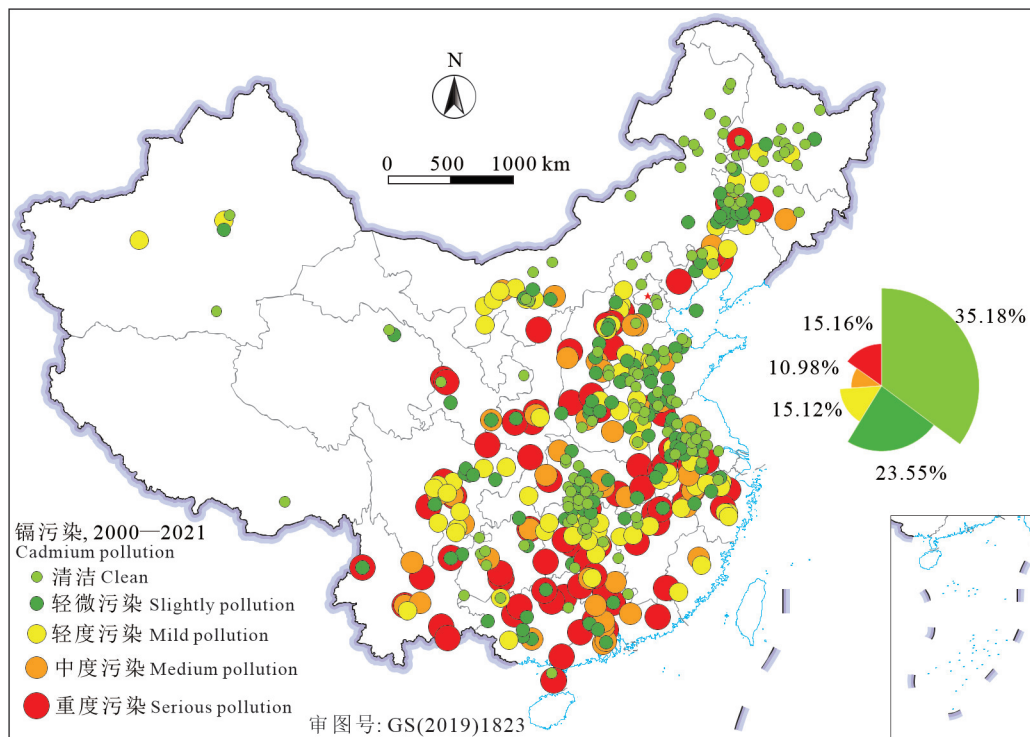 N
0 500 1000 km
35.18%
15.16%
10.98%
15.12%
23.55%
镉污染, 2000—2021
Cadmium pollution
清洁 Clean
轻微污染 Slightly pollution
轻度污染 Mild pollution
中度污染 Medium pollution
重度污染 Serious pollution
审图号: GS(2019)1823